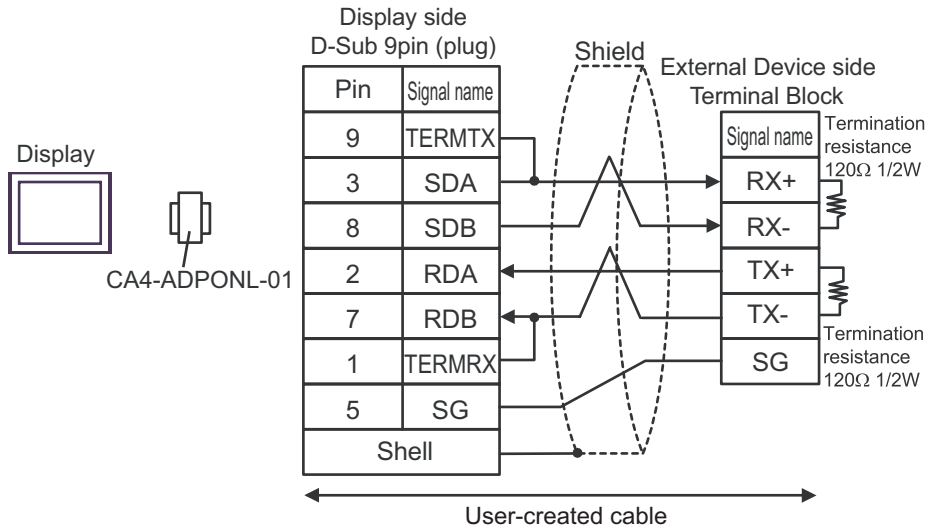 Display side
D-Sub 9pin (plug)
Shield
External Device side
Terminal Block
Pin Signal name
Signal name
Termination
resistance
120Ω 1/2W
9 TERMTX
Display
3 SDA
RX+
8 SDB
RX-
CA4-ADPONL-01
2 RDA
TX+
7 RDB
TX-
1 TERMRX
SG
Termination
resistance
120Ω 1/2W
5 SG
Shell
User-created cable